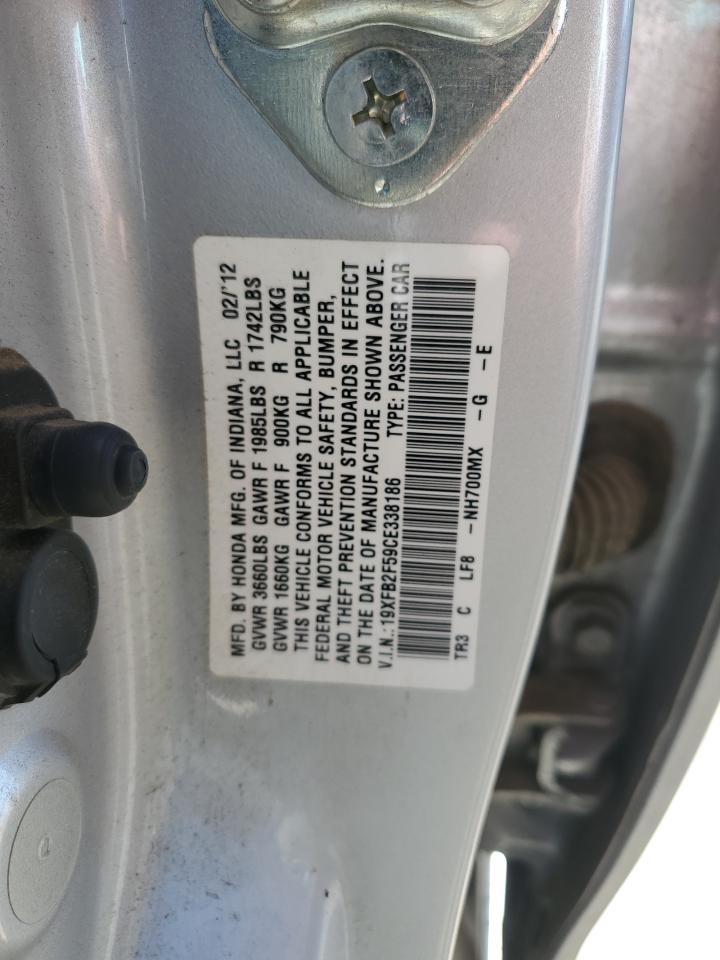 MFD. BY HONDA MFG. OF INDIANA, LLC 02/'12
GVWR 3660LBS GAWR F 1985LBS R 1742LBS
GVWR 1660KG GAWR F 900KG R 790KG
THIS VEHICLE CONFORMS TO ALL APPLICABLE
FEDERAL MOTOR VEHICLE SAFETY, BUMPER,
AND THEFT PREVENTION STANDARDS IN EFFECT
ON THE DATE OF MANUFACTURE SHOWN ABOVE.
V.I.N.: 19XFB2F59CE338186 TYPE: PASSENGER CAR
TR3 C LF8 -NH700MX -G -E